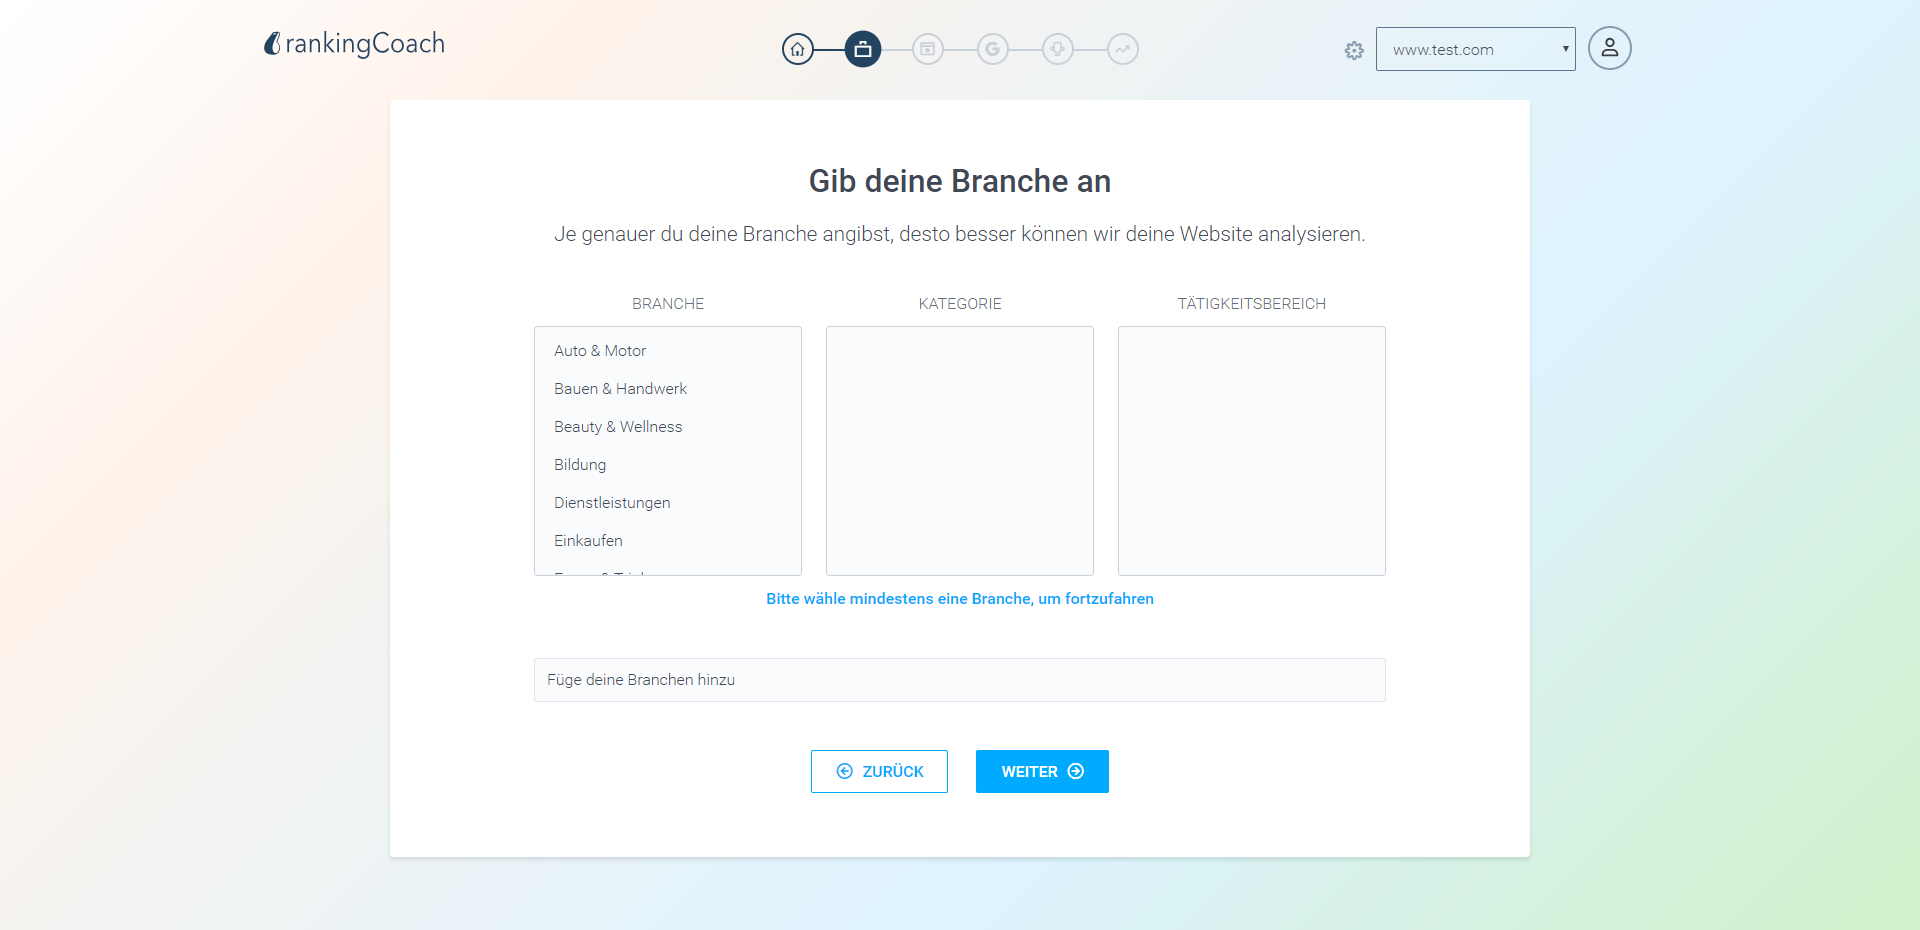 rankingCoach
www.test.com
Gib deine Branche an
Je genauer du deine Branche angibst, desto besser können wir deine Website analysieren.
BRANCHE
KATEGORIE
TÄTIGKEITSBEREICH
Auto & Motor
Bauen & Handwerk
Beauty & Wellness
Bildung
Dienstleistungen
Einkaufen
Bitte wähle mindestens eine Branche, um fortzufahren
Füge deine Branchen hinzu
ZURÜCK
WEITER